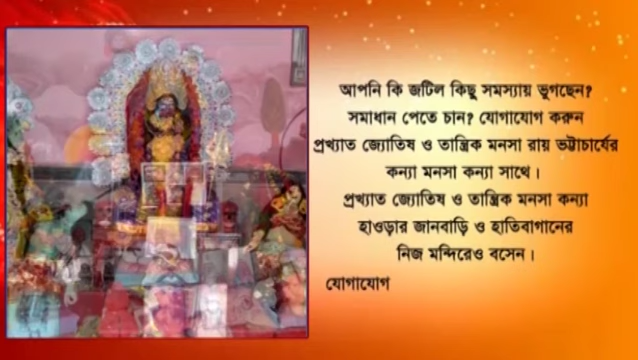 আপনি কি জটিল কিছু সমস্যায় ভুগছেন?
সমাধান পেতে চান? যোগাযোগ করুন
প্রখ্যাত জ্যোতিষ ও তান্ত্রিক মনসা রায় ভট্টাচার্যের
কন্যা মনসা কন্যা সাথে।
প্রখ্যাত জ্যোতিষ ও তান্ত্রিক মনসা কন্যা
হাওড়ার জানবাড়ি ও হাতিবাগানের
নিজ মন্দিরেও বসেন।
যোগাযোগ